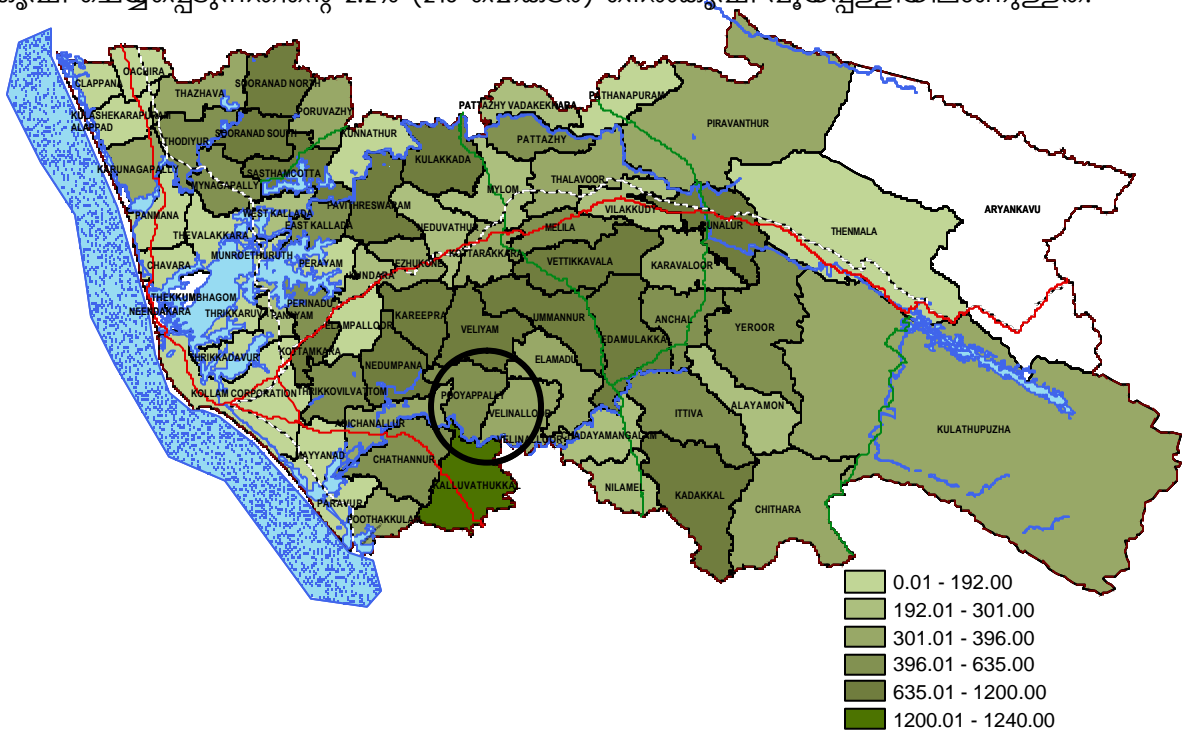 CLAPPANA
OACHIRA
THAZHAVA
SOORANAD NORTH
PORUVAZHY
KULASHEKARAPURAM
ALAPPAD
THODIYUR
SOORANAD SOUTH
KUNNATHUR
KARUNAGAPALLY
MYNAGAPALLY
SASTHAMCOTTA
KULAKKADA
PATTAZHY VADAKEKHARA
PATHANAPURAM
PATTAZHY
PIRAVANTHUR
MYLOM
THALAVOOR
PANMANA
WEST KALLADA
PAVITHRESWARAM
EAST KALLADA
THEVALAKKARA
NEDUVATHUR
MELILA
VILAKKUDY
PUNALUR
THENMALA
ARYANKAVU
CHAVARA
MUNROETHURUTH
PERAYAM
KUNDARA
EZHUKONE
KOTTARAKKARA
VETTIKKAVALA
KARAVALOOR
THEKKUMBHAGOM
NEENDAKARA
THRIKKARUVA
PANAYAM
PERINADU
ELAMPALLOOR
KAREEPRA
VELIYAM
UMMANNUR
ANCHAL
YEROOR
EDAMULAKKAL
THRIKKADAVUR
KOTTAMKAKA
NEDUMPANA
ELAMADU
KOLLAM CORPORATION
THRIKKOVILVATTOM
POOYAPPALLY
VELINALLOOR
ITTIVA
ALAYAMON
KULATHUPUZHA
ADICHANALLUR
VELINALLOOR
CHADAYAMANGALAM
MAYYANAD
CHATHANNUR
KALLUVATHUKKAL
NILAMEL
KADAKKAL
CHITHARA
PARAVUR
POOTHAKKULAM
0.01 - 192.00
192.01 - 301.00
301.01 - 396.00
396.01 - 635.00
635.01 - 1200.00
1200.01 - 1240.00